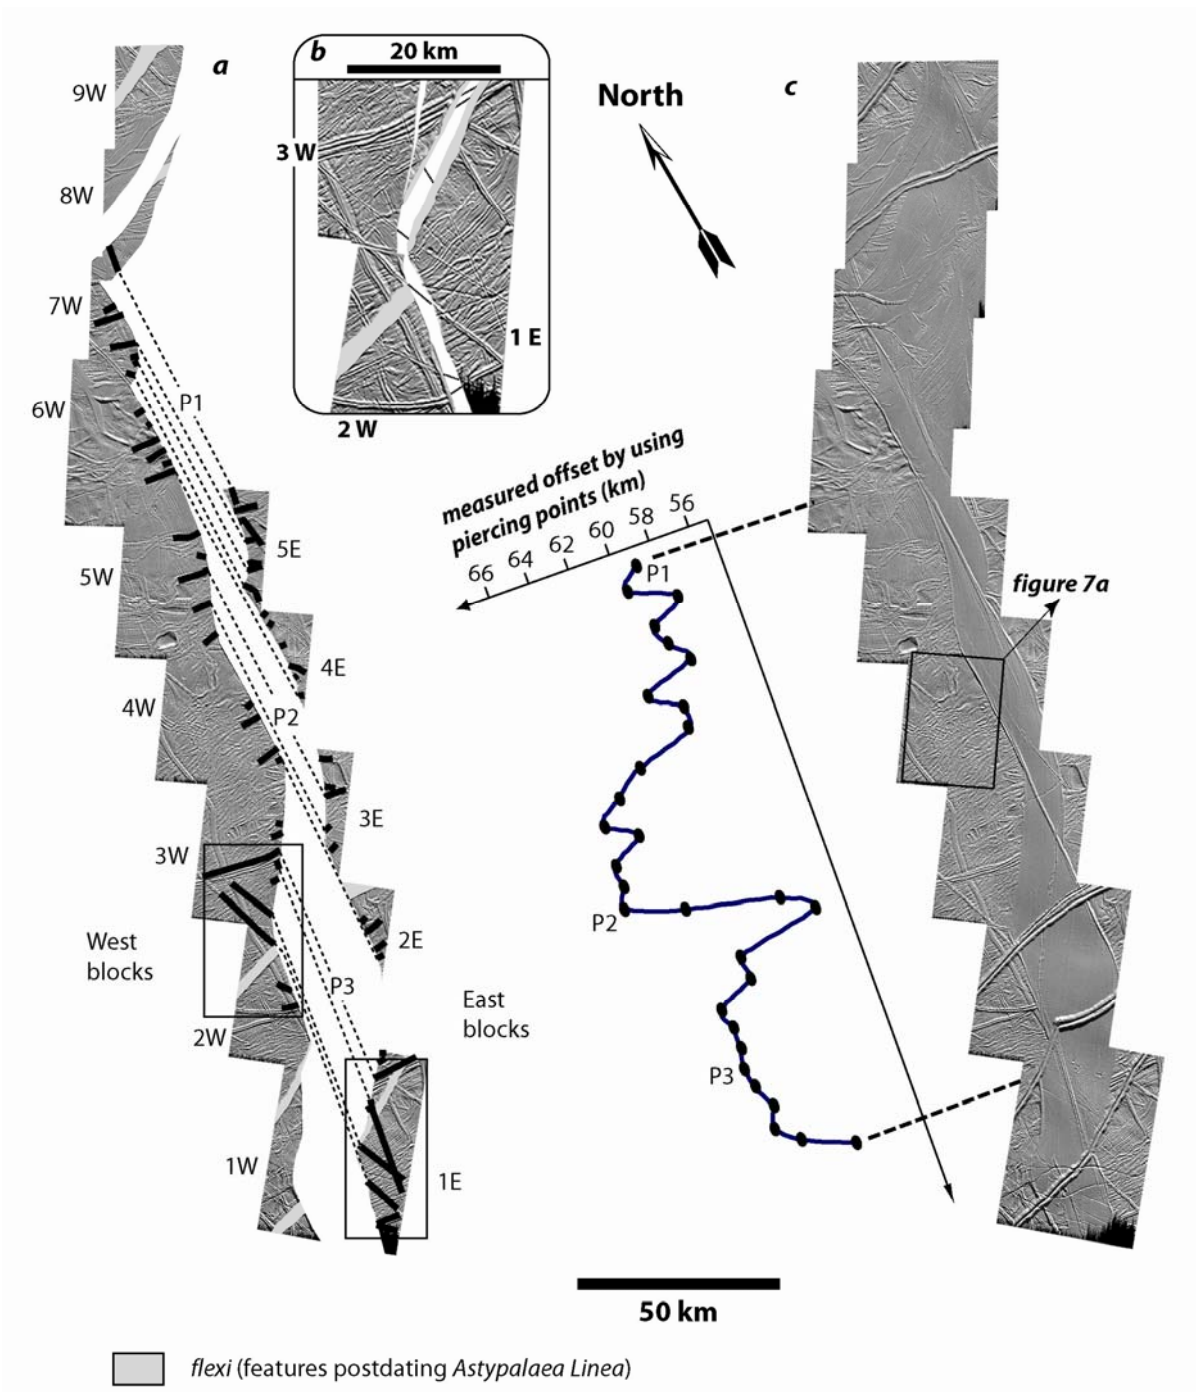 a
b
20 km
3 W
1 E
2 W
North
c
9W
8W
7W
6W
5W
4W
3W
2W
1W
P1
P2
P3
5E
4E
3E
2E
1E
West
blocks
East
blocks
measured offset by using
piercing points (km)
66 64 62 60 58 56
P1
P2
P3
figure 7a
50 km
flexi (features postdating Astypalaea Linea)